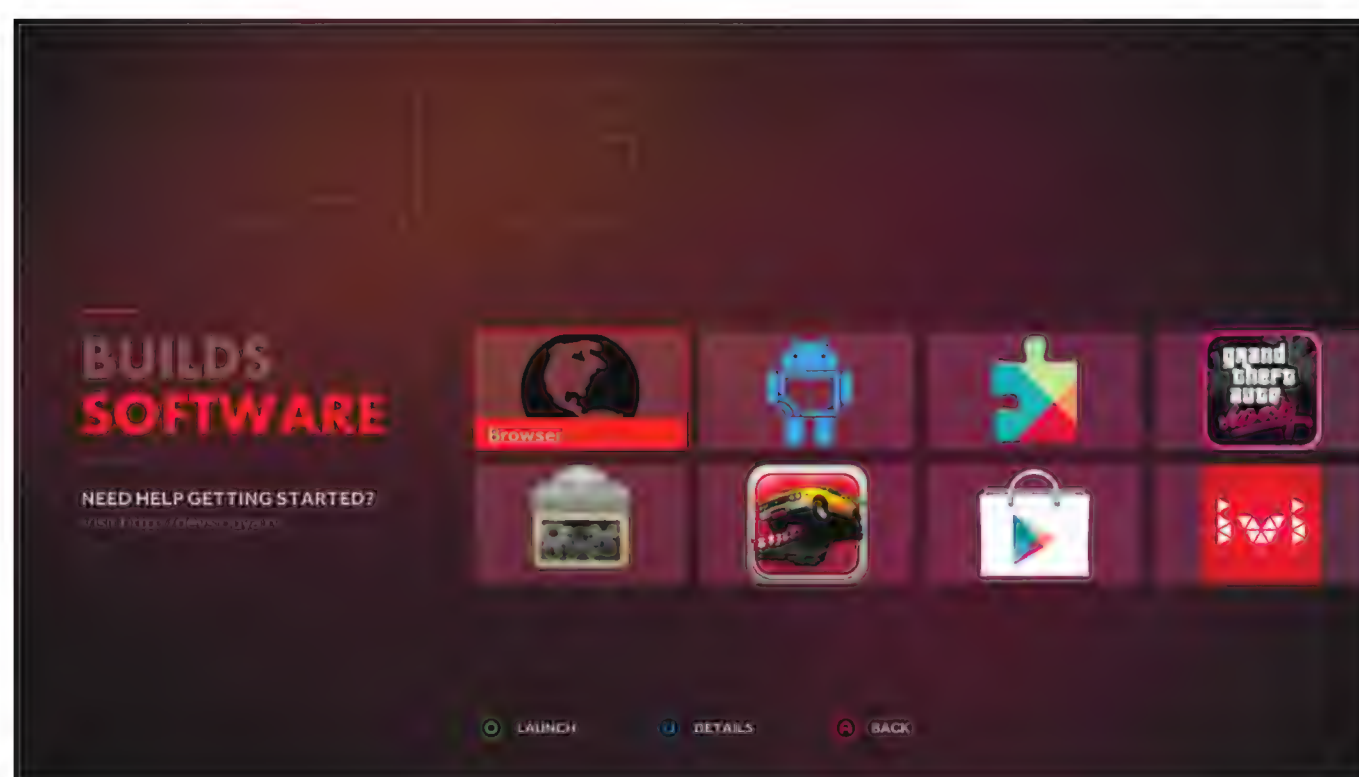 BUILDS
SOFTWARE
NEED HELP GETTING STARTED?
Browser
grand
theft
auto
LAUNCH
DETAILS
BACK